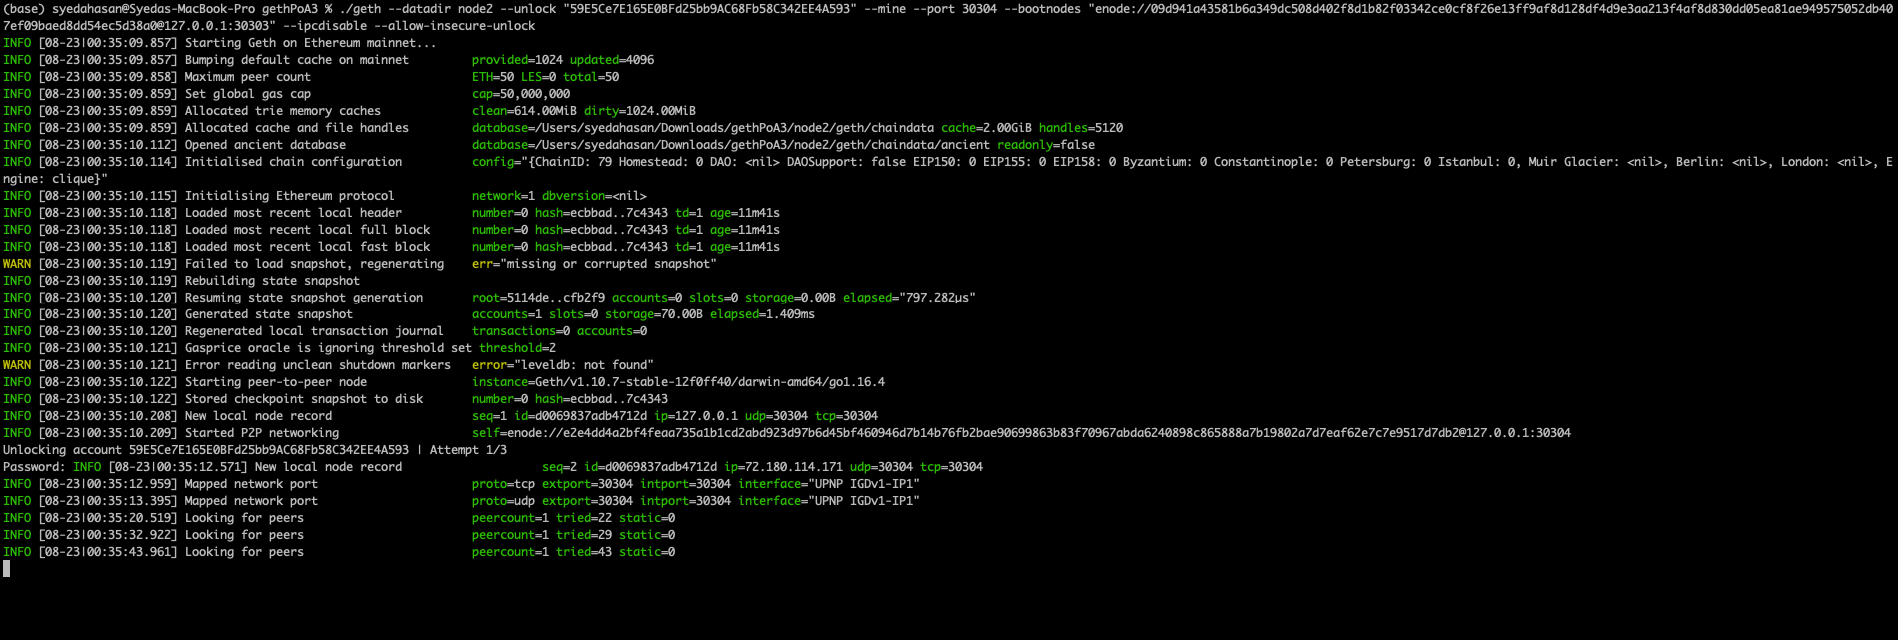 (base) syedahasan@Syedas-MacBook-Pro gethPoA3 % ./geth --datadir node2 --unlock "59E5Ce7E165E0BFd25bb9AC68Fb58C342EE4A593" --mine --port 30304 --bootnodes "enode://09d941a43581b6a349dc508d402f8d1b82f03342ce0cf8f26e13ff9af8d128df4d9e3aa213f4af8d830dd05ea81ae949575052db40
7ef09baed8dd54ec5d38a0@127.0.0.1:30303" --ipcdisable --allow-insecure-unlock
INFO [08-23|00:35:09.857] Starting Geth on Ethereum mainnet...
INFO [08-23|00:35:09.857] Bumping default cache on mainnet provided=1024 updated=4096
INFO [08-23|00:35:09.858] Maximum peer count ETH=50 LES=0 total=50
INFO [08-23|00:35:09.859] Set global gas cap cap=50,000,000
INFO [08-23|00:35:09.859] Allocated trie memory caches clean=614.00MiB dirty=1024.00MiB
INFO [08-23|00:35:09.859] Allocated cache and file handles database=/Users/syedahasan/Downloads/gethPoA3/node2/geth/chaindata cache=2.00GiB handles=5120
INFO [08-23|00:35:10.112] Opened ancient database database=/Users/syedahasan/Downloads/gethPoA3/node2/geth/chaindata/ancient readonly=false
INFO [08-23|00:35:10.114] Initialised chain configuration config="{ChainID: 79 Homestead: 0 DAO: <nil> DAOSupport: false EIP150: 0 EIP155: 0 EIP158: 0 Byzantium: 0 Constantinople: 0 Petersburg: 0 Istanbul: 0, Muir Glacier: <nil>, Berlin: <nil>, London: <nil>, E
ngine: clique}"
INFO [08-23|00:35:10.115] Initialising Ethereum protocol network=1 dbversion=<nil>
INFO [08-23|00:35:10.118] Loaded most recent local header number=0 hash=ecbbad..7c4343 td=1 age=11m41s
INFO [08-23|00:35:10.118] Loaded most recent local full block number=0 hash=ecbbad..7c4343 td=1 age=11m41s
INFO [08-23|00:35:10.118] Loaded most recent local fast block number=0 hash=ecbbad..7c4343 td=1 age=11m41s
WARN [08-23|00:35:10.119] Failed to load snapshot, regenerating err="missing or corrupted snapshot"
INFO [08-23|00:35:10.119] Rebuilding state snapshot
INFO [08-23|00:35:10.120] Resuming state snapshot generation root=5114de..cfb2f9 accounts=0 slots=0 storage=0.00B elapsed="797.282µs"
INFO [08-23|00:35:10.120] Generated state snapshot accounts=1 slots=0 storage=70.00B elapsed=1.409ms
INFO [08-23|00:35:10.120] Regenerated local transaction journal transactions=0 accounts=0
INFO [08-23|00:35:10.121] Gasprice oracle is ignoring threshold set threshold=2
WARN [08-23|00:35:10.121] Error reading unclean shutdown markers error="leveldb: not found"
INFO [08-23|00:35:10.122] Starting peer-to-peer node instance=Geth/v1.10.7-stable-12f0ff40/darwin-amd64/go1.16.4
INFO [08-23|00:35:10.122] Stored checkpoint snapshot to disk number=0 hash=ecbbad..7c4343
INFO [08-23|00:35:10.208] New local node record seq=1 id=d0069837adb4712d ip=127.0.0.1 udp=30304 tcp=30304
INFO [08-23|00:35:10.209] Started P2P networking self=enode://e2e4dd4a2bf4feaa735a1b1cd2abd923d97b6d45bf460946d7b14b76fb2bae90699863b83f70967abda6240898c865888a7b19802a7d7eaf62e7c7e9517d7db2@127.0.0.1:30304
Unlocking account 59E5Ce7E165E0BFd25bb9AC68Fb58C342EE4A593 | Attempt 1/3
Password: INFO [08-23|00:35:12.571] New local node record seq=2 id=d0069837adb4712d ip=72.180.114.171 udp=30304 tcp=30304
INFO [08-23|00:35:12.959] Mapped network port proto=tcp extport=30304 intport=30304 interface="UPNP IGDv1-IP1"
INFO [08-23|00:35:13.395] Mapped network port proto=udp extport=30304 intport=30304 interface="UPNP IGDv1-IP1"
INFO [08-23|00:35:20.519] Looking for peers peercount=1 tried=22 static=0
INFO [08-23|00:35:32.922] Looking for peers peercount=1 tried=29 static=0
INFO [08-23|00:35:43.961] Looking for peers peercount=1 tried=43 static=0